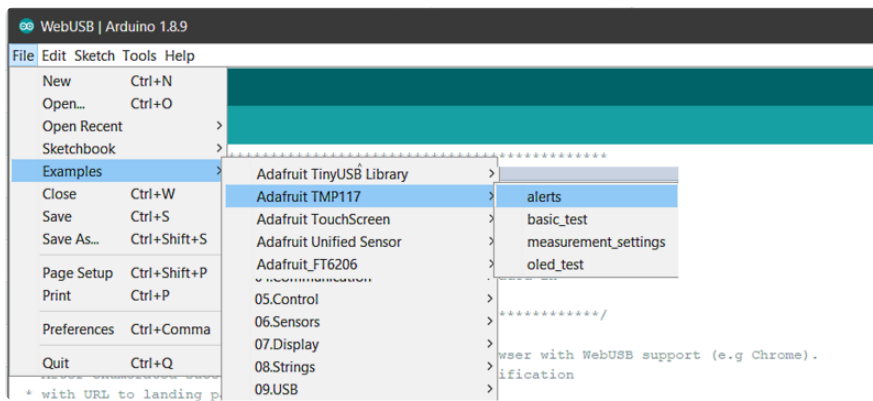 WebUSB | Arduino 1.8.9
File Edit Sketch Tools Help
New Ctrl+N
Open... Ctrl+O
Open Recent >
Sketchbook >
Examples >
Close Ctrl+W
Save Ctrl+S
Save As... Ctrl+Shift+S
Page Setup Ctrl+Shift+P
Print Ctrl+P
Preferences Ctrl+Comma
Quit Ctrl+Q
Adafruit TinyUSB Library >
Adafruit TMP117 >
Adafruit TouchScreen >
Adafruit Unified Sensor >
Adafruit_FT6206 >
05.Control >
06.Sensors >
07.Display >
08.Strings >
09.USB >
alerts
basic_test
measurement_settings
oled_test
************/
wser with WebUSB support (e.g Chrome).
ification
* with URL to landing p